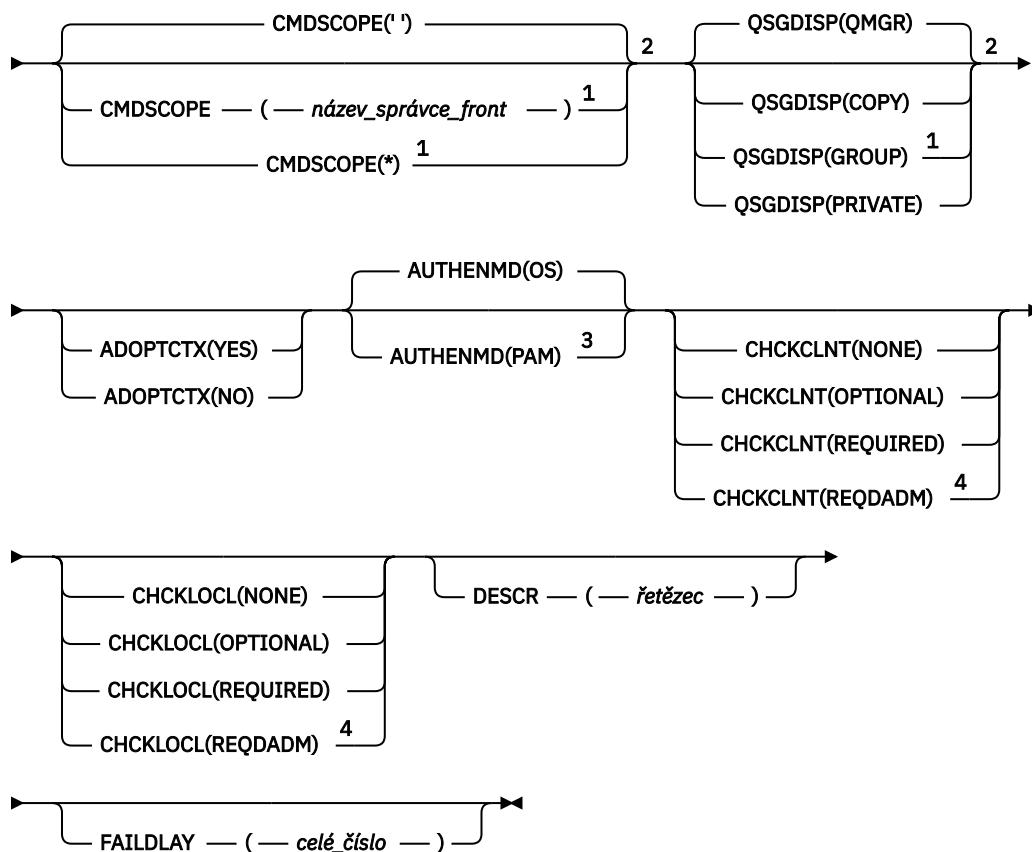 CMDSCOPE(' ')
2
CMDSCOPE ( název_správce_front ) 1
CMDSCOPE(*) 1
QSGDISP(QMGR)
2
QSGDISP(COPY)
QSGDISP(GROUP) 1
QSGDISP(PRIVATE)
ADOPTCTX(YES)
ADOPTCTX(NO)
AUTHENMD(OS)
AUTHENMD(PAM) 3
CHCKCLNT(NONE)
CHCKCLNT(OPTIONAL)
CHCKCLNT(REQUIRED)
CHCKCLNT(REQDADM) 4
CHCKLOCL(NONE)
CHCKLOCL(OPTIONAL)
CHCKLOCL(REQUIRED)
CHCKLOCL(REQDADM) 4
DESCR ( řetězec )
FAILDLAY ( celé_číslo )